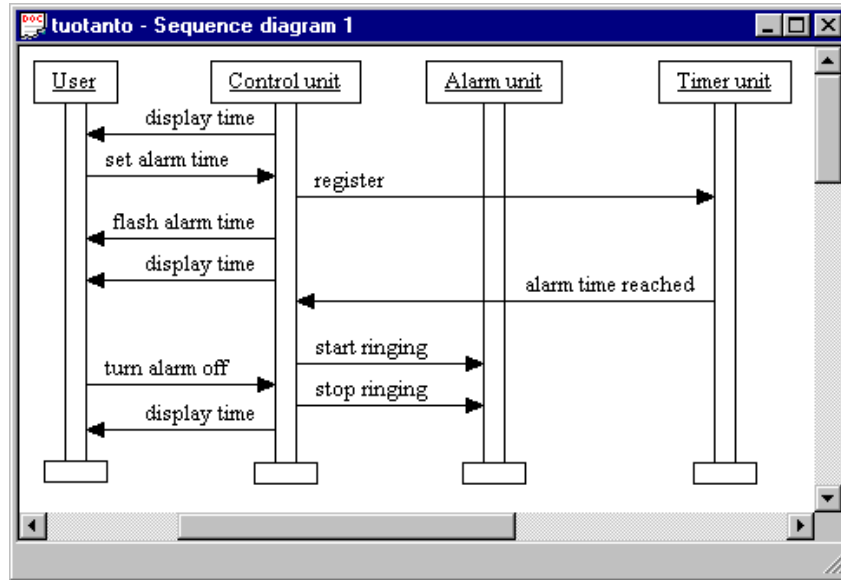 tuotanto - Sequence diagram 1
User
Control unit
Alarm unit
Timer unit
display time
set alarm time
register
flash alarm time
display time
alarm time reached
start ringing
turn alarm off
stop ringing
display time